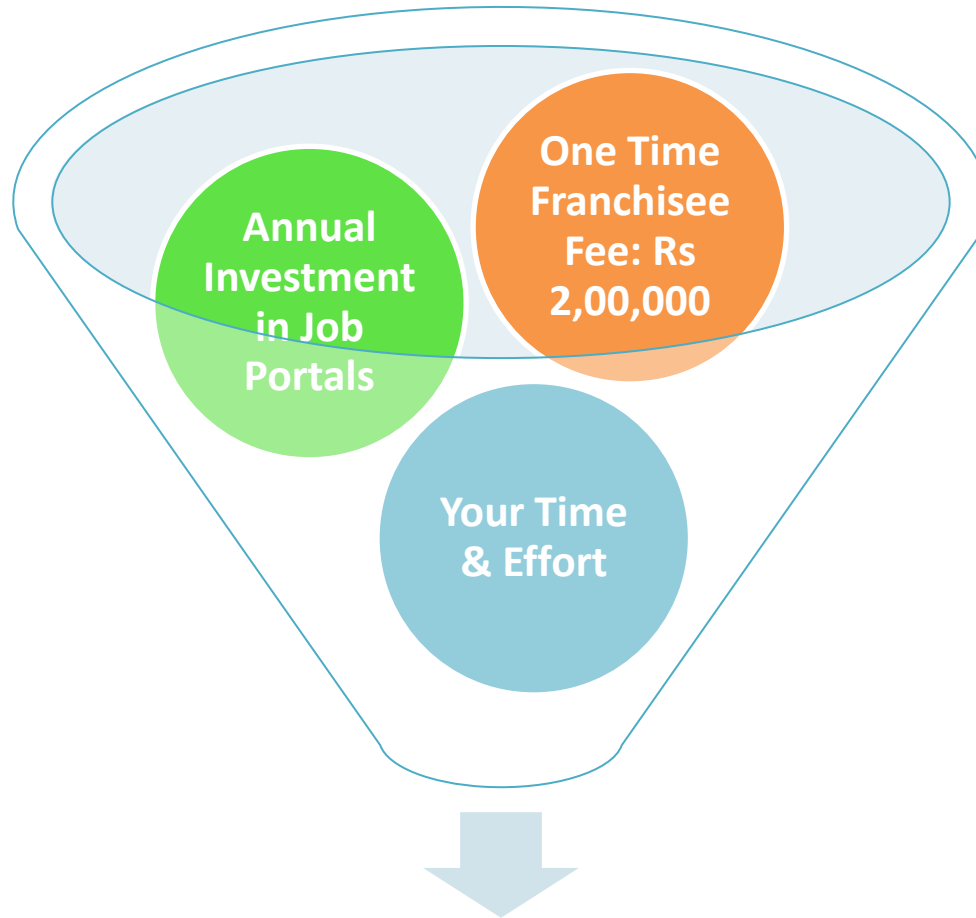 One Time
Franchisee
Fee: Rs
2,00,000
Annual
Investment
in Job
Portals
Your Time
& Effort